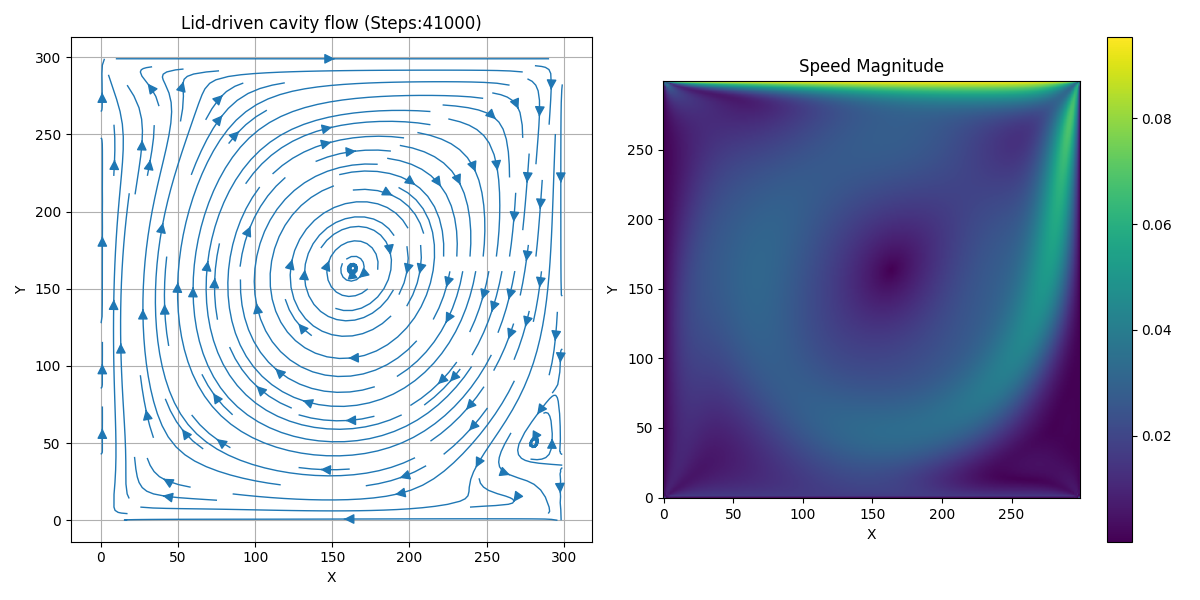 Lid-driven cavity flow (Steps:41000)
300
250
200
150
100
50
0
Y
0 50 100 150 200 250 300
X
Speed Magnitude
250
200
150
100
50
0
Y
0 50 100 150 200 250
X
0.08
0.06
0.04
0.02